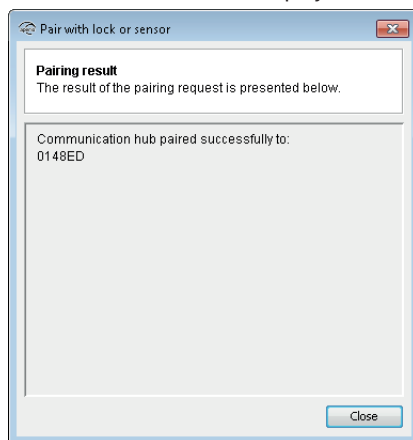 Pair with lock or sensor
Pairing result
The result of the pairing request is presented below.
Communication hub paired successfully to:
0148ED
Close